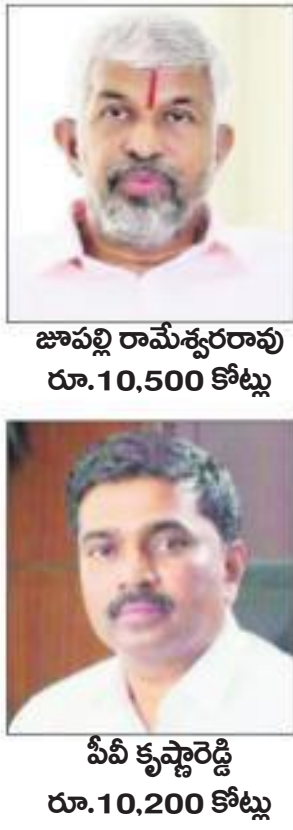 జూపల్లి రామేశ్వరరావు
రూ.10,500 కోట్లు
పీవీ కృష్ణారెడ్డి
రూ.10,200 కోట్లు